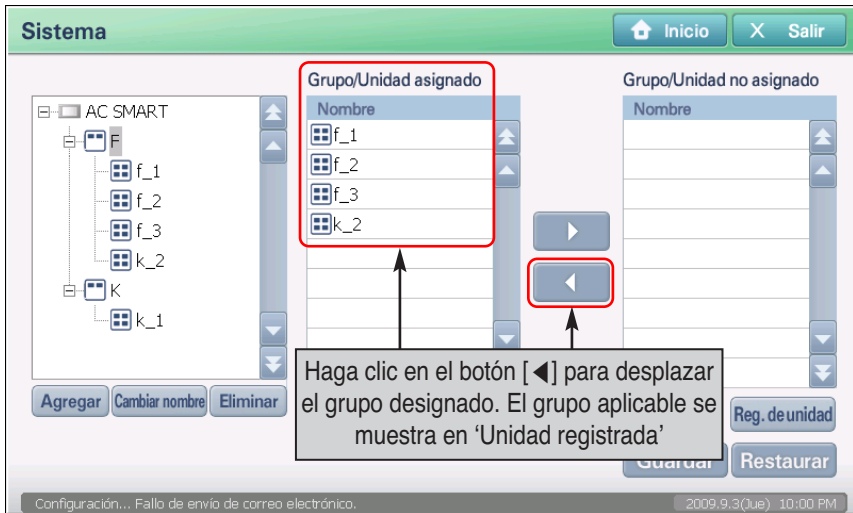 Sistema
Inicio
X Salir
Grupo/Unidad asignado
Grupo/Unidad no asignado
Nombre
Nombre
AC SMART
F
f_1
f_2
f_3
k_2
K
k_1
f_1
f_2
f_3
k_2
Haga clic en el botón [◀] para desplazar
el grupo designado. El grupo aplicable se
muestra en ‘Unidad registrada’
Agregar
Cambiar nombre
Eliminar
Reg. de unidad
Guardar
Restaurar
Configuración... Fallo de envío de correo electrónico.
2009.9.3(Jue) 10:00 PM